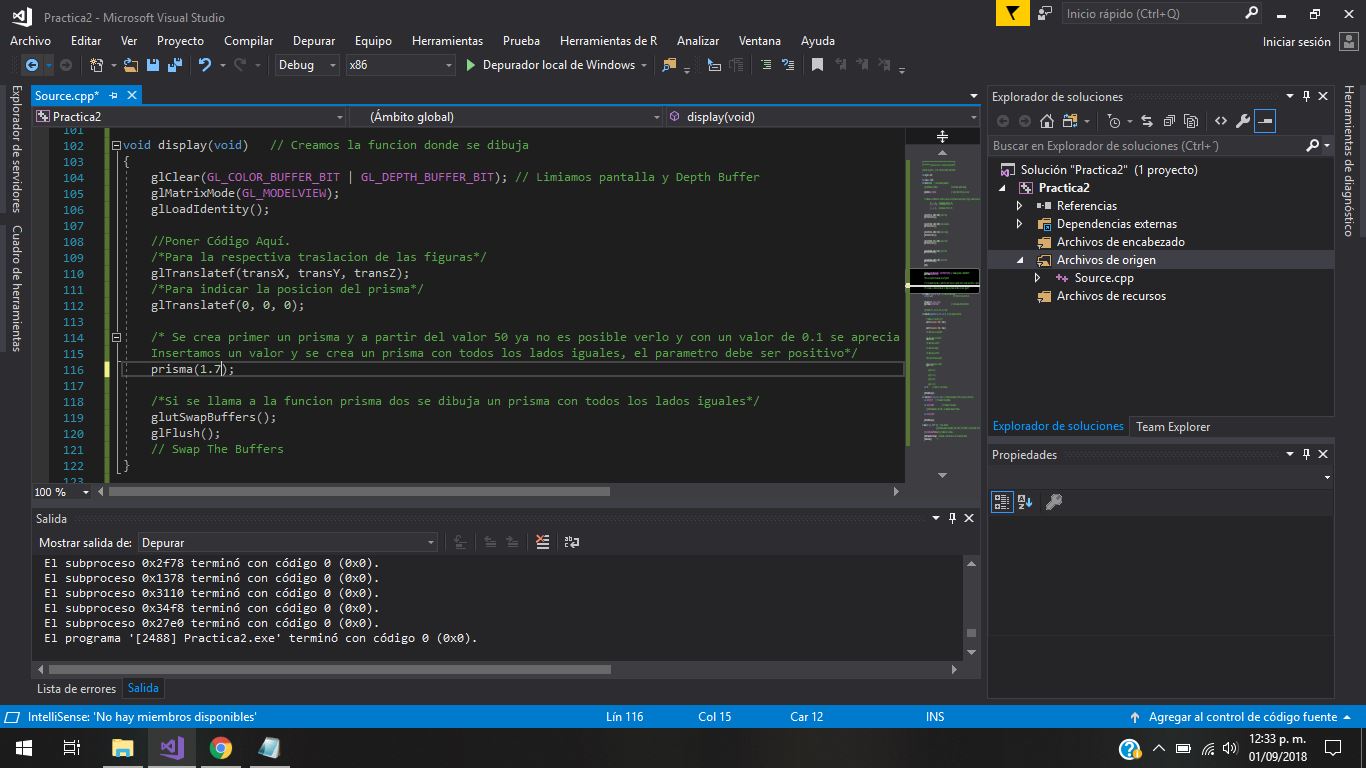 Practica2 - Microsoft Visual Studio
Inicio rápido (Ctrl+Q)
Archivo Editar Ver Proyecto Compilar Depurar Equipo Herramientas Prueba Herramientas de R Analizar Ventana Ayuda
Iniciar sesión
Debug x86 Depurador local de Windows
Explorador de servidores
Cuadro de herramientas
Source.cpp*
Practica2 (Ámbito global) display(void)
101
102 void display(void) // Creamos la funcion donde se dibuja
103 {
104 glClear(GL_COLOR_BUFFER_BIT | GL_DEPTH_BUFFER_BIT); // Limiamos pantalla y Depth Buffer
105 glMatrixMode(GL_MODELVIEW);
106 glLoadIdentity();
107
108 //Poner Código Aquí.
109 /*Para la respectiva traslacion de las figuras*/
110 glTranslatef(transX, transY, transZ);
111 /*Para indicar la posicion del prisma*/
112 glTranslatef(0, 0, 0);
113
114 /* Se crea primer un prisma y a partir del valor 50 ya no es posible verlo y con un valor de 0.1 se aprecia
115 Insertamos un valor y se crea un prisma con todos los lados iguales, el parametro debe ser positivo*/
116 prisma(1.7);
117
118 /*Si se llama a la funcion prisma dos se dibuja un prisma con todos los lados iguales*/
119 glutSwapBuffers();
120 glFlush();
121 // Swap The Buffers
122 }
123
100 %
Salida
Mostrar salida de: Depurar
El subproceso 0x2f78 terminó con código 0 (0x0).
El subproceso 0x1378 terminó con código 0 (0x0).
El subproceso 0x3110 terminó con código 0 (0x0).
El subproceso 0x34f8 terminó con código 0 (0x0).
El subproceso 0x27e0 terminó con código 0 (0x0).
El programa '[2488] Practica2.exe' terminó con código 0 (0x0).
Lista de errores Salida
Explorador de soluciones
Buscar en Explorador de soluciones (Ctrl+´)
Solución "Practica2" (1 proyecto)
Practica2
Referencias
Dependencias externas
Archivos de encabezado
Archivos de origen
Source.cpp
Archivos de recursos
Explorador de soluciones Team Explorer
Propiedades
Herramientas de diagnóstico
IntelliSense: 'No hay miembros disponibles' Lín 116 Col 15 Car 12 INS Agregar al control de código fuente
12:33 p. m.
01/09/2018